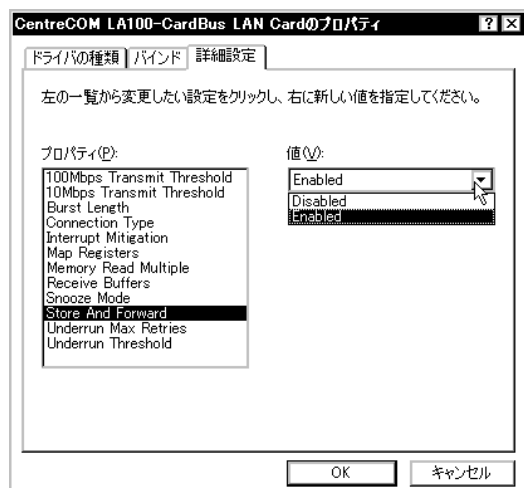 CentreCOM LA100-CardBus LAN Cardのプロパティ
ドライバの種類 バインド 詳細設定
左の一覧から変更したい設定をクリックし、右に新しい値を指定してください。
プロパティ(P):
100Mbps Transmit Threshold
10Mbps Transmit Threshold
Burst Length
Connection Type
Interrupt Mitigation
Map Registers
Memory Read Multiple
Receive Buffers
Snooze Mode
Store And Forward
Underrun Max Retries
Underrun Threshold
値(V):
Enabled
Disabled
Enabled
OK キャンセル